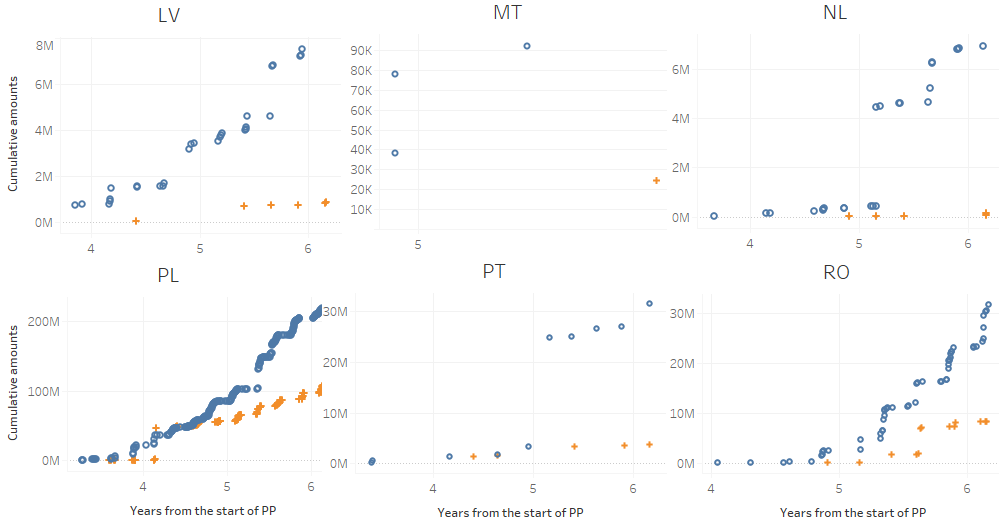 LV
MT
NL
8M
6M
4M
2M
0M
Cumulative amounts
4
5
6
90K
80K
70K
60K
50K
40K
30K
20K
10K
5
6M
4M
2M
0M
4
5
6
PL
PT
RO
200M
100M
0M
Cumulative amounts
4
5
6
Years from the start of PP
30M
20M
10M
0M
4
5
6
Years from the start of PP
30M
20M
10M
0M
4
5
6
Years from the start of PP